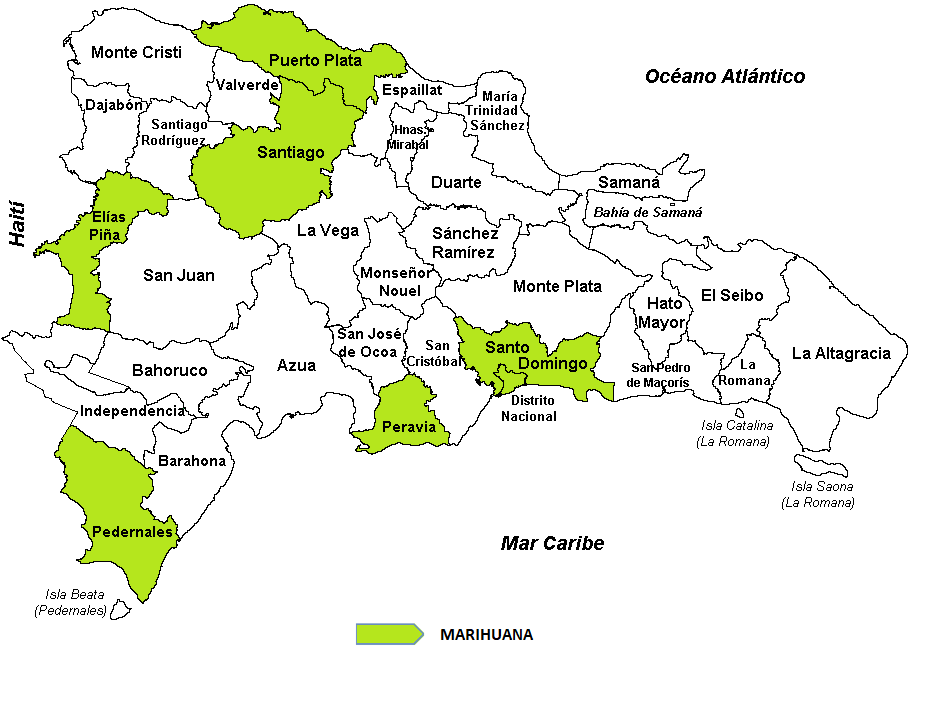 Monte Cristi
Puerto Plata
Océano Atlántico
Valverde
Espaillat
Dajabón
María
Trinidad
Sánchez
Santiago
Rodríguez
Hnas.
Mirabal
Santiago
Duarte
Samaná
Bahía de Samaná
Haití
Elías
Piña
La Vega
Sánchez
Ramírez
San Juan
Monseñor
Nouel
Monte Plata
El Seibo
Hato
Mayor
San José
de Ocoa
San
Cristóbal
Santo
Domingo
La Altagracia
Bahoruco
Azua
San Pedro
de Macorís
La
Romana
Independencia
Distrito
Nacional
Peravia
Isla Catalina
(La Romana)
Barahona
Isla Saona
(La Romana)
Pedernales
Mar Caribe
Isla Beata
(Pedernales)
MARIHUANA